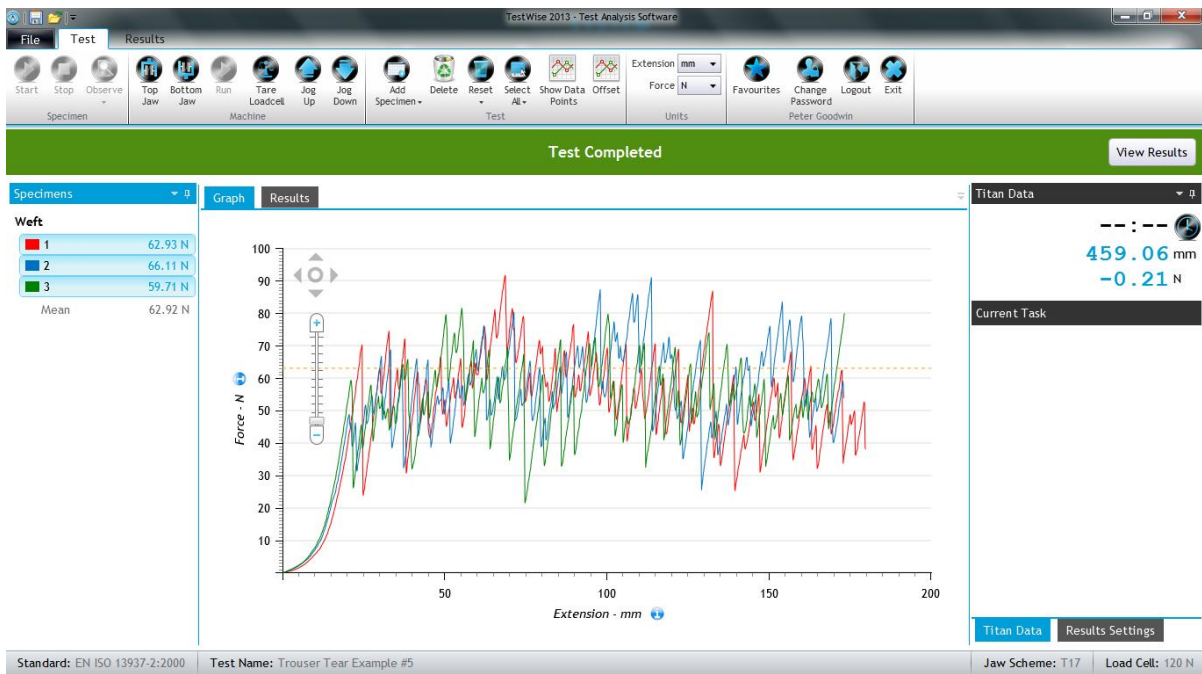 TestWise 2013 - Test Analysis Software
File Test Results
Start Stop Observe Top Jaw Bottom Jaw Run Tare Loadcell Jog Up Jog Down Add Specimen Delete Reset Select All Show Data Points Offset Extension mm Force N Favourites Change Password Logout Exit
Specimen Machine Test Units Peter Goodwin
Test Completed
View Results
Specimens
Weft
1 62.93 N
2 66.11 N
3 59.71 N
Mean 62.92 N
Graph Results
100
90
80
70
60
50
40
30
20
10
Force - N
50 100 150 200
Extension - mm
Titan Data
--:--
459.06 mm
-0.21 N
Current Task
Titan Data Results Settings
Standard: EN ISO 13937-2:2000 Test Name: Trouser Tear Example #5 Jaw Scheme: T17 Load Cell: 120 N